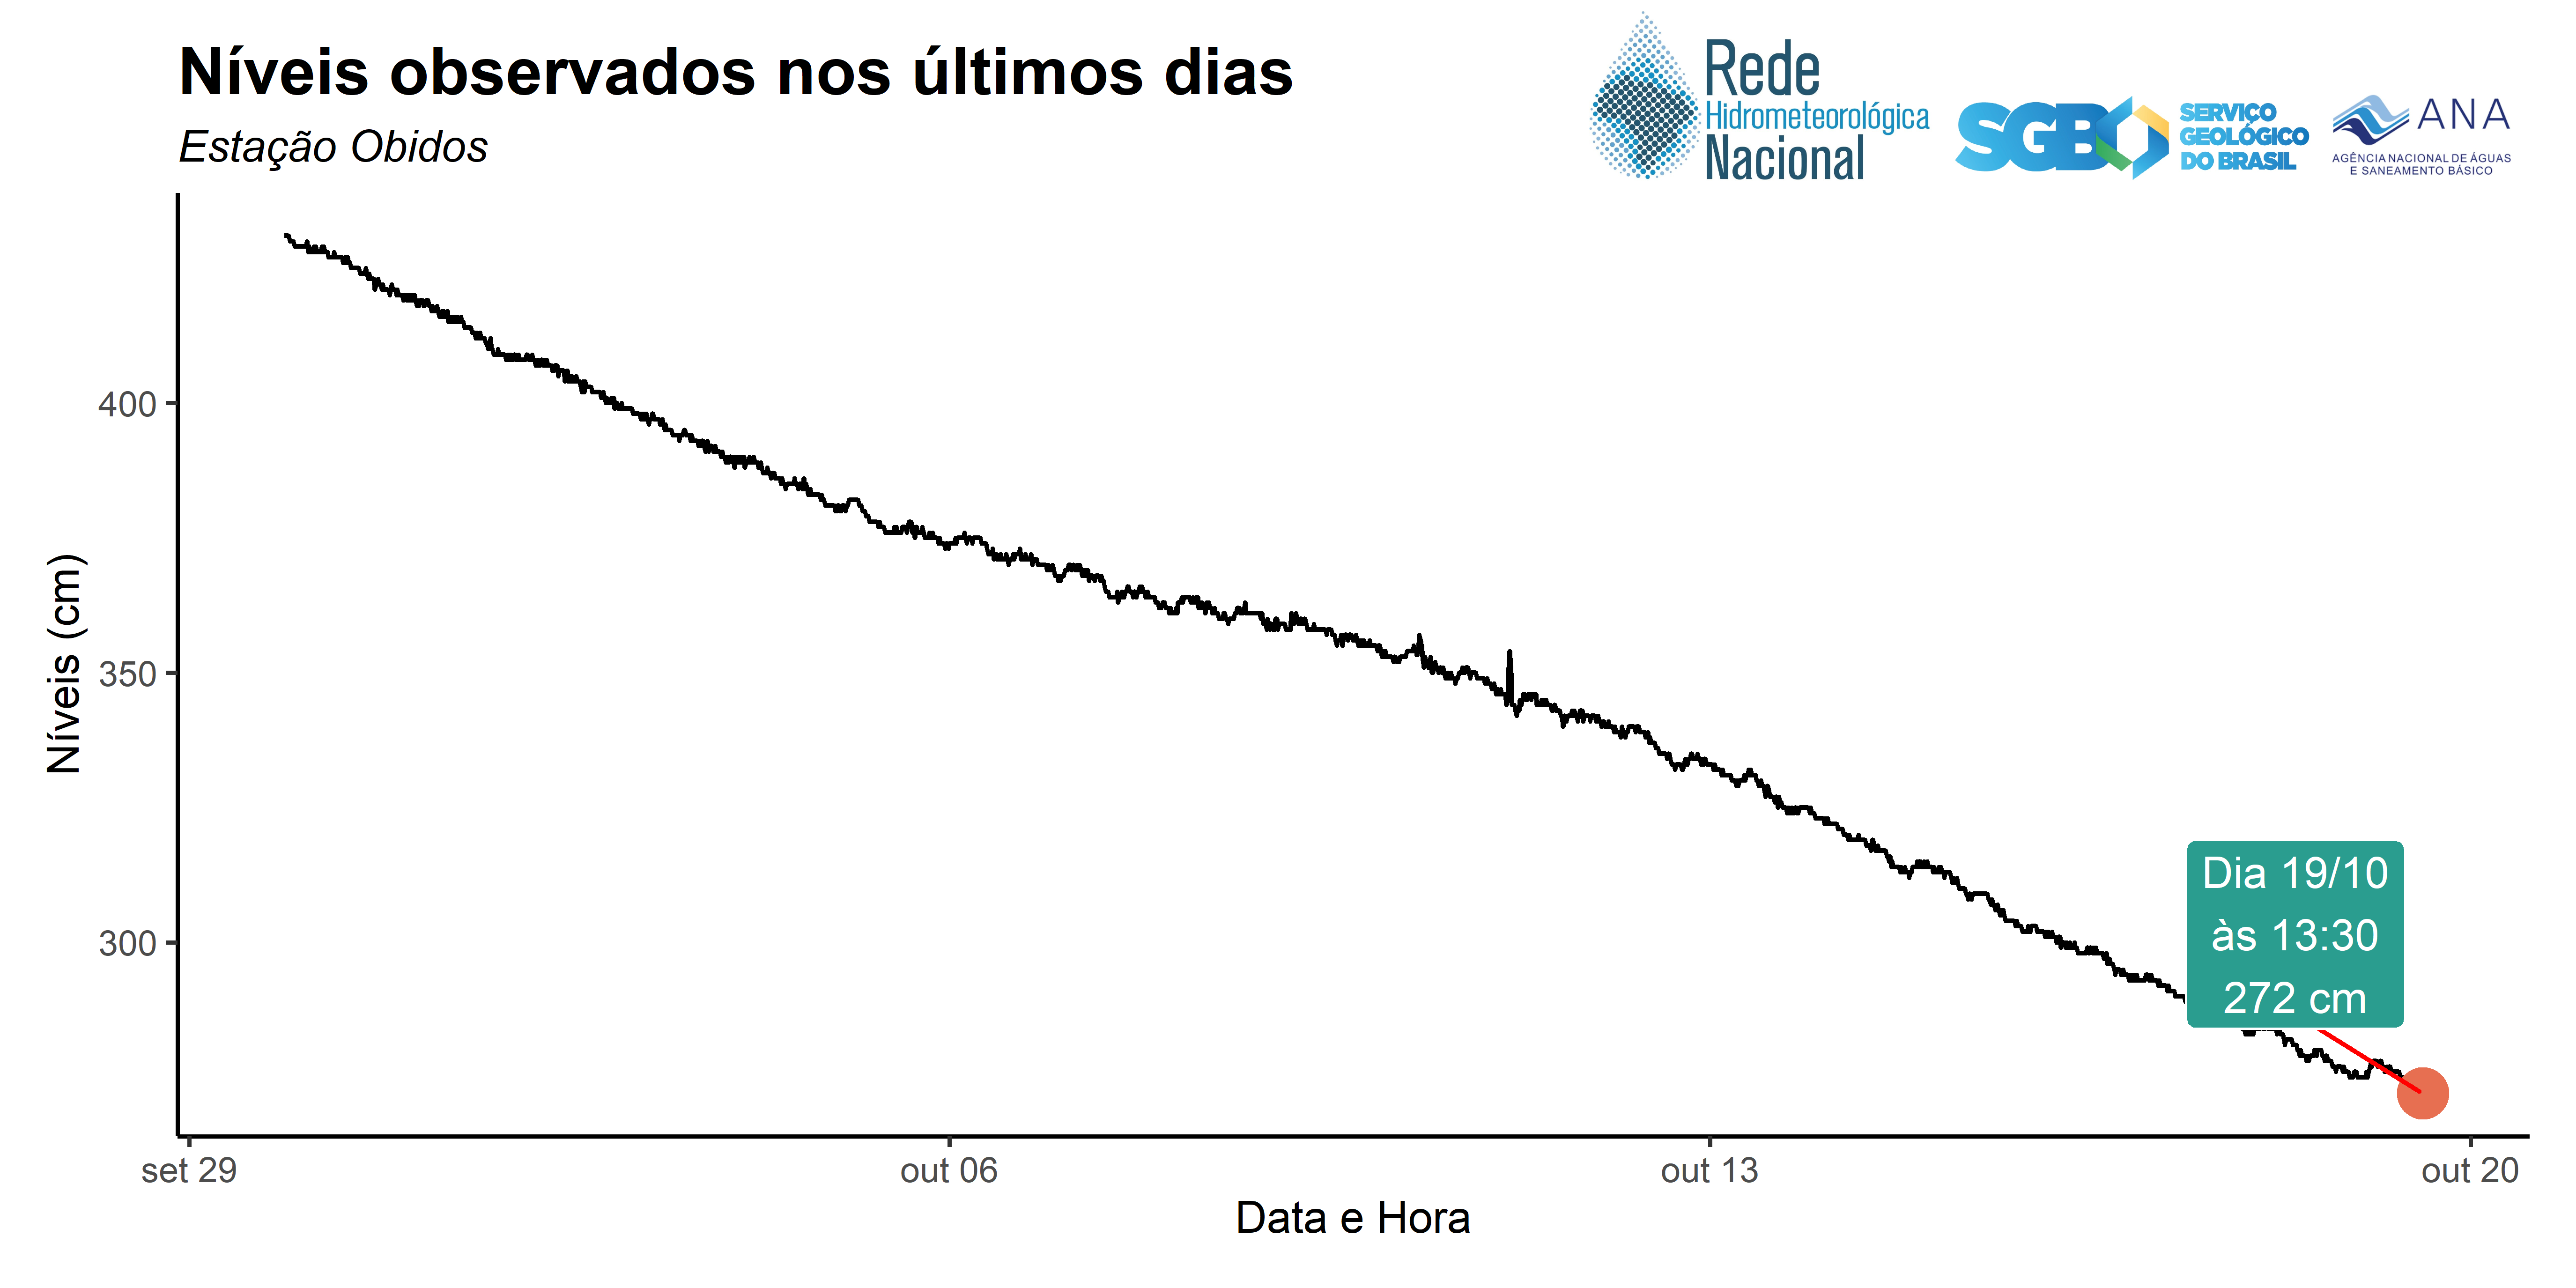 Níveis observados nos últimos dias
Estação Obidos
Rede
Hidrometeorológica
Nacional
SGB
SERVIÇO
GEOLÓGICO
DO BRASIL
ANA
AGÊNCIA NACIONAL DE ÁGUAS
E SANEAMENTO BÁSICO
Níveis (cm)
400
350
300
Dia 19/10
às 13:30
272 cm
set 29
out 06
out 13
out 20
Data e Hora